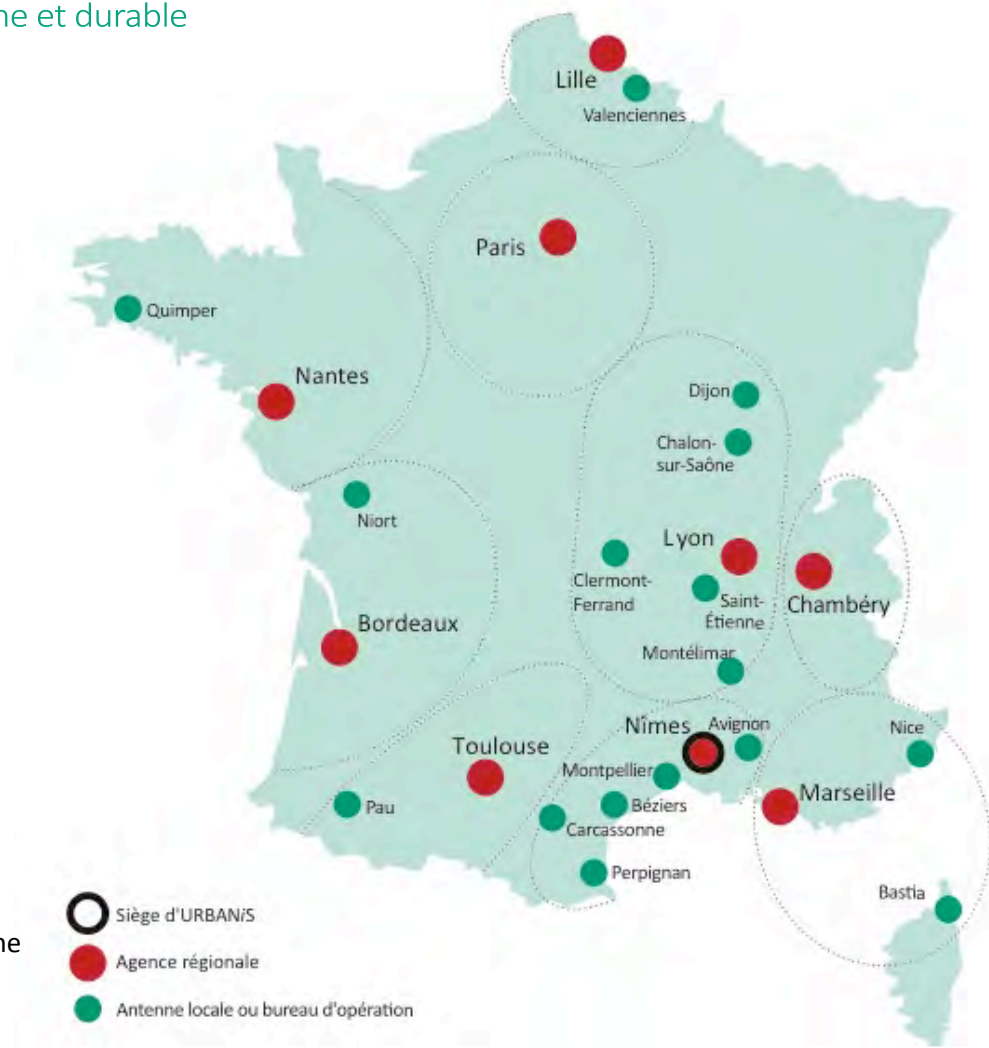 ne et durable
Lille
Valenciennes
Paris
Quimper
Nantes
Dijon
Chalon-
sur-Saône
Niort
Lyon
Clermont-
Ferrand
Saint-
Étienne
Chambéry
Bordeaux
Montélimar
Nîmes
Avignon
Nice
Toulouse
Montpellier
Marseille
Pau
Béziers
Carcassonne
Perpignan
Bastia
Siège d'URBANiS
ne
Agence régionale
Antenne locale ou bureau d'opération